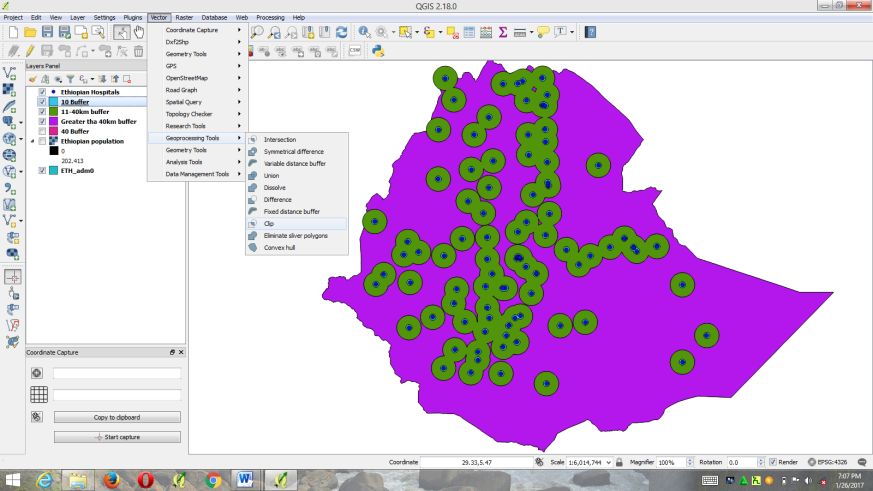 QGIS 2.18.0
Project Edit View Layer Settings Plugins Vector Raster Database Web Processing Help
Coordinate Capture
Dxf2Shp
Geometry Tools
GPS
OpenStreetMap
Road Graph
Spatial Query
Topology Checker
Research Tools
Geoprocessing Tools
Geometry Tools
Analysis Tools
Data Management Tools
Intersection
Symmetrical difference
Variable distance buffer
Union
Dissolve
Difference
Fixed distance buffer
Clip
Eliminate sliver polygons
Convex hull
CSW
Layers Panel
Ethiopian Hospitals
10 Buffer
11-40km buffer
Greater tha 40km buffer
40 Buffer
Ethiopian population
0
202.413
ETH_adm0
Coordinate Capture
Copy to clipboard
Start capture
Coordinate 29.33,5.47 Scale 1:6,014,744 Magnifier 100% Rotation 0.0 Render EPSG:4326
7:07 PM
1/26/2017